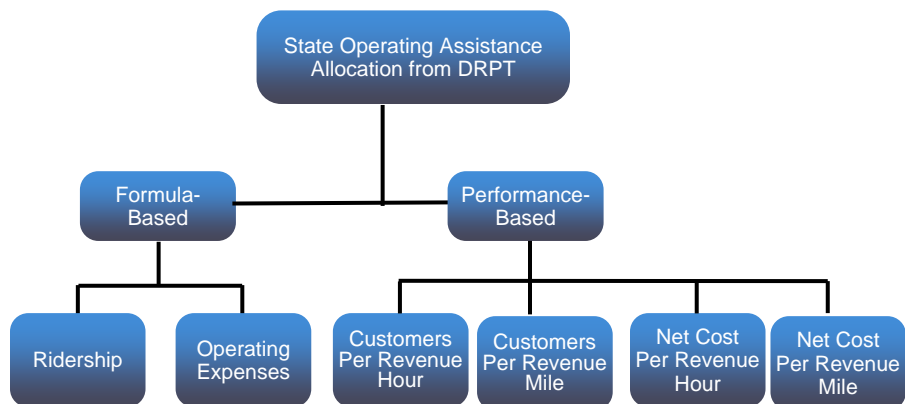 State Operating Assistance
Allocation from DRPT
Formula-
Based
Performance-
Based
Ridership
Operating
Expenses
Customers
Per Revenue
Hour
Customers
Per Revenue
Mile
Net Cost
Per Revenue
Hour
Net Cost
Per Revenue
Mile